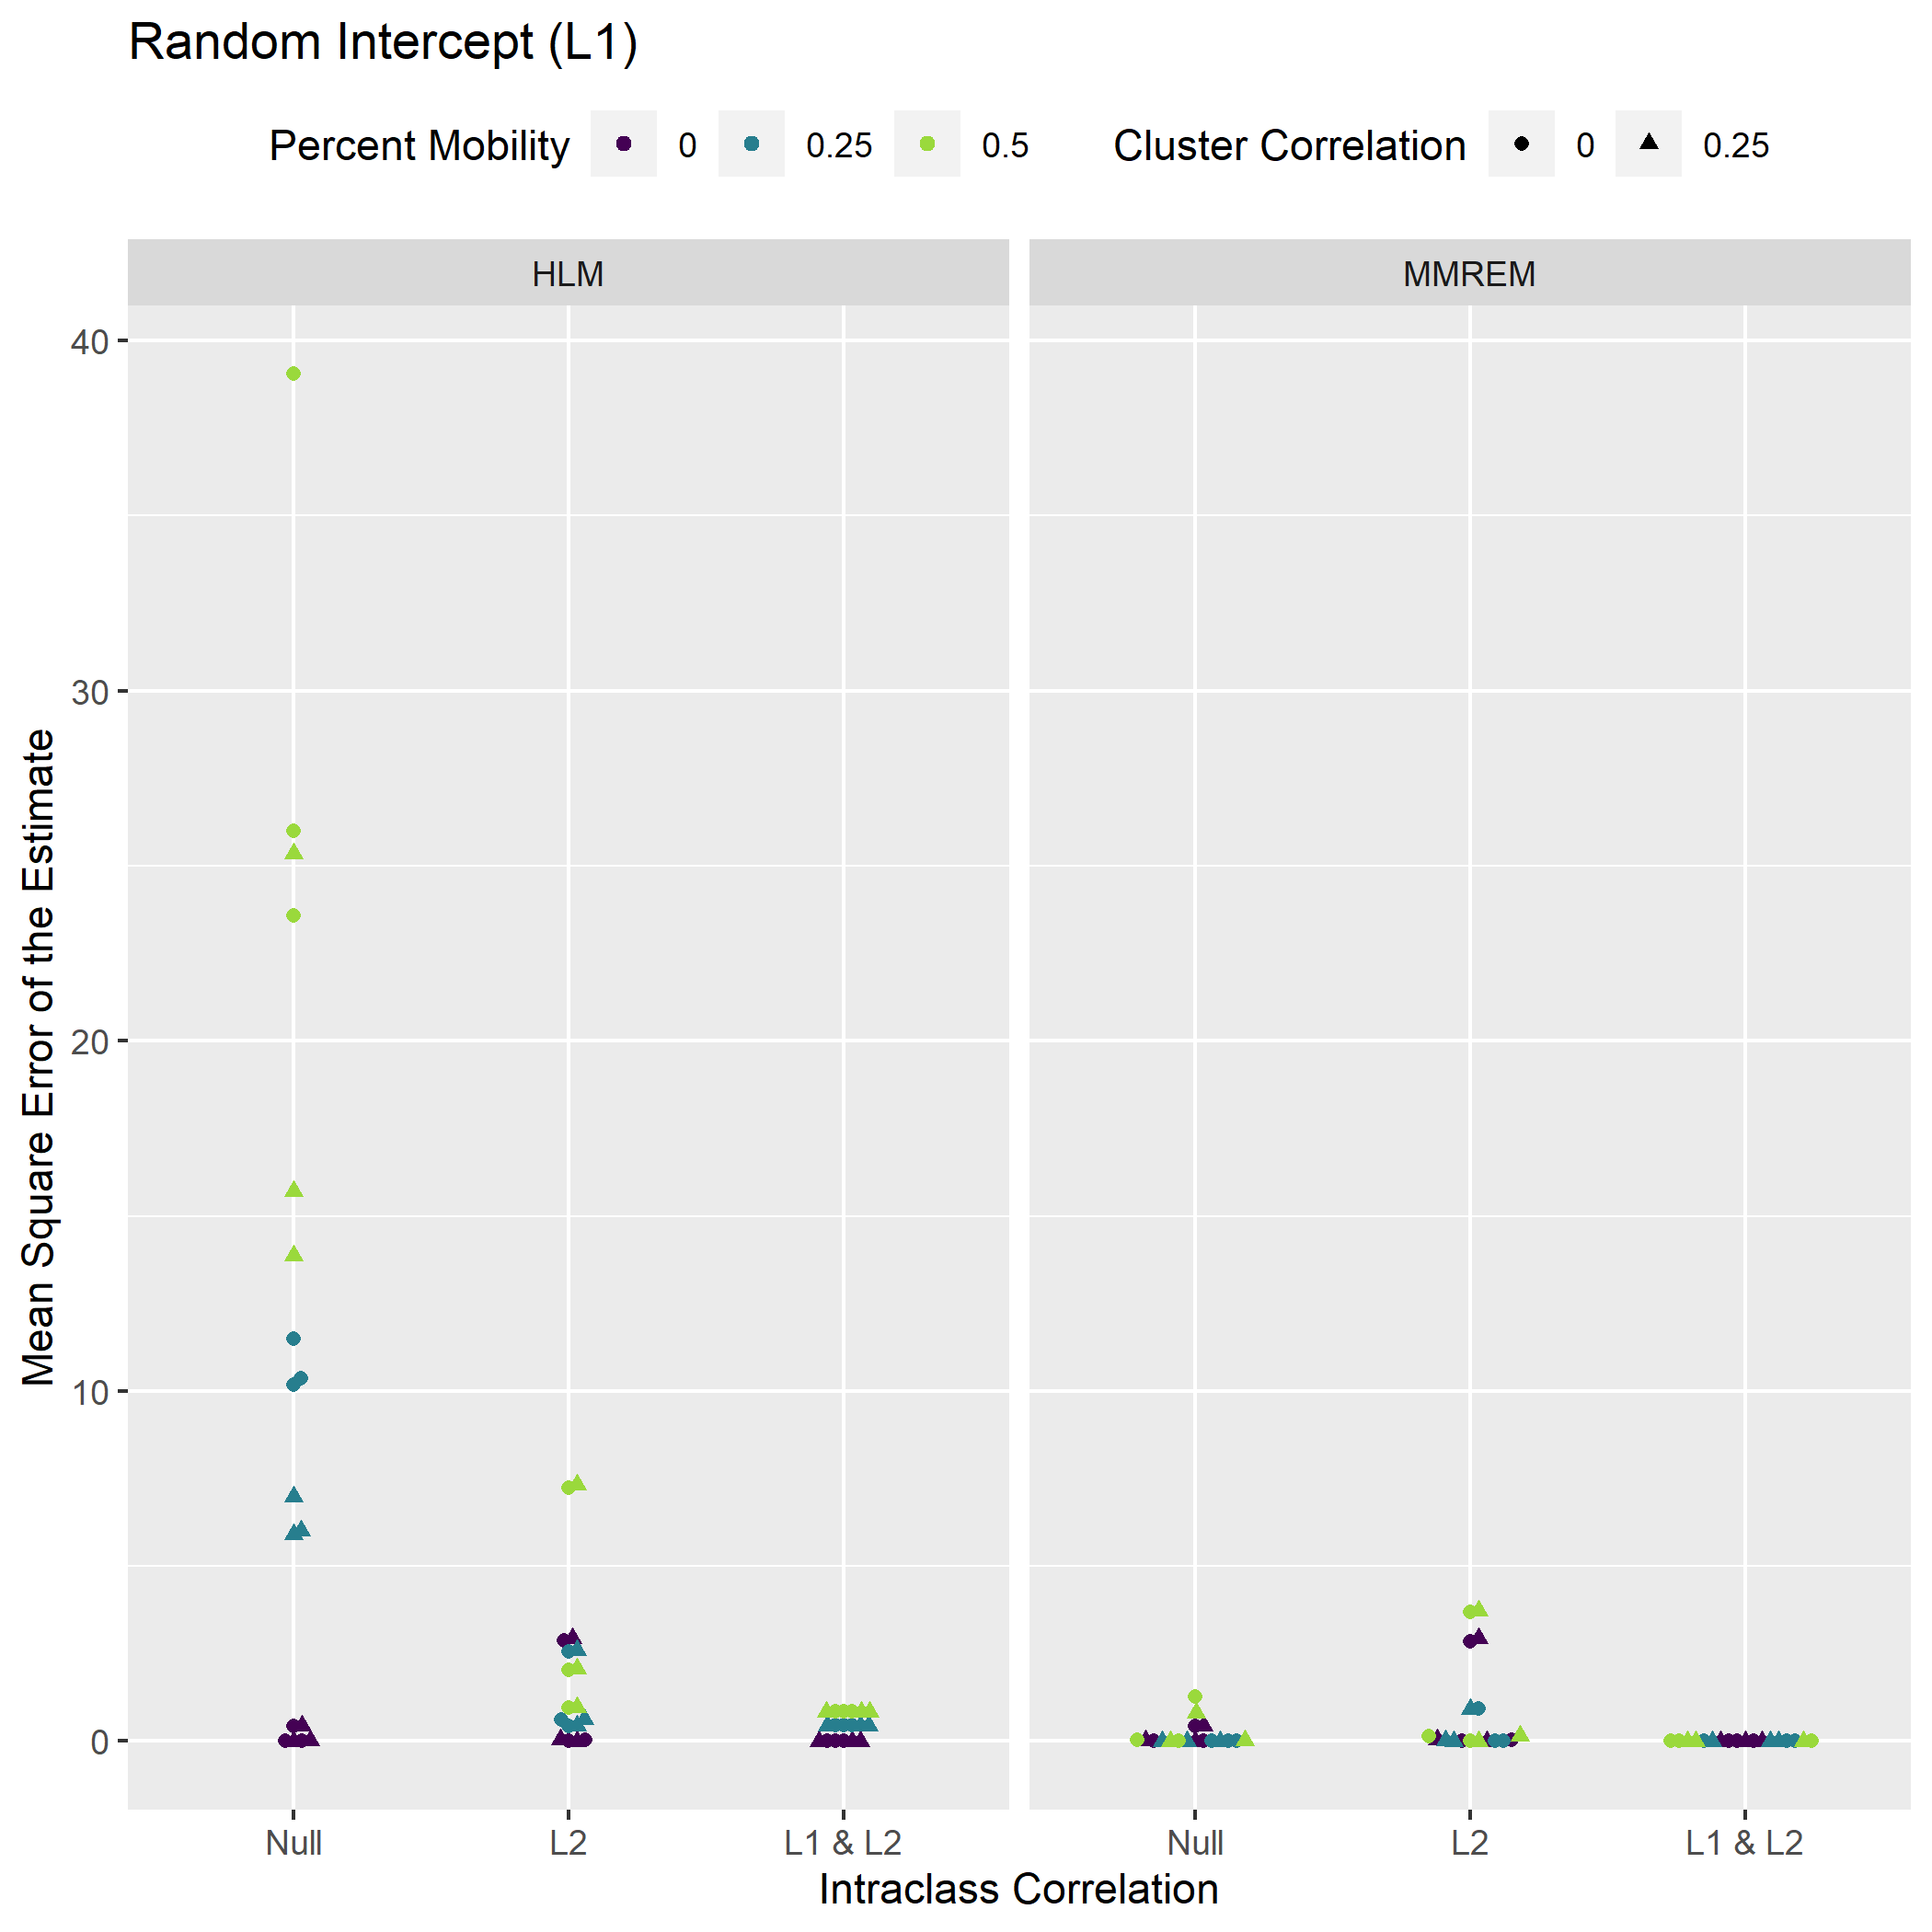 Random Intercept (L1)
Percent Mobility 0 0.25 0.5 Cluster Correlation 0 0.25
HLM MMREM
40
30
20
10
0
Mean Square Error of the Estimate
Null L2 L1 & L2 Null L2 L1 & L2
Intraclass Correlation